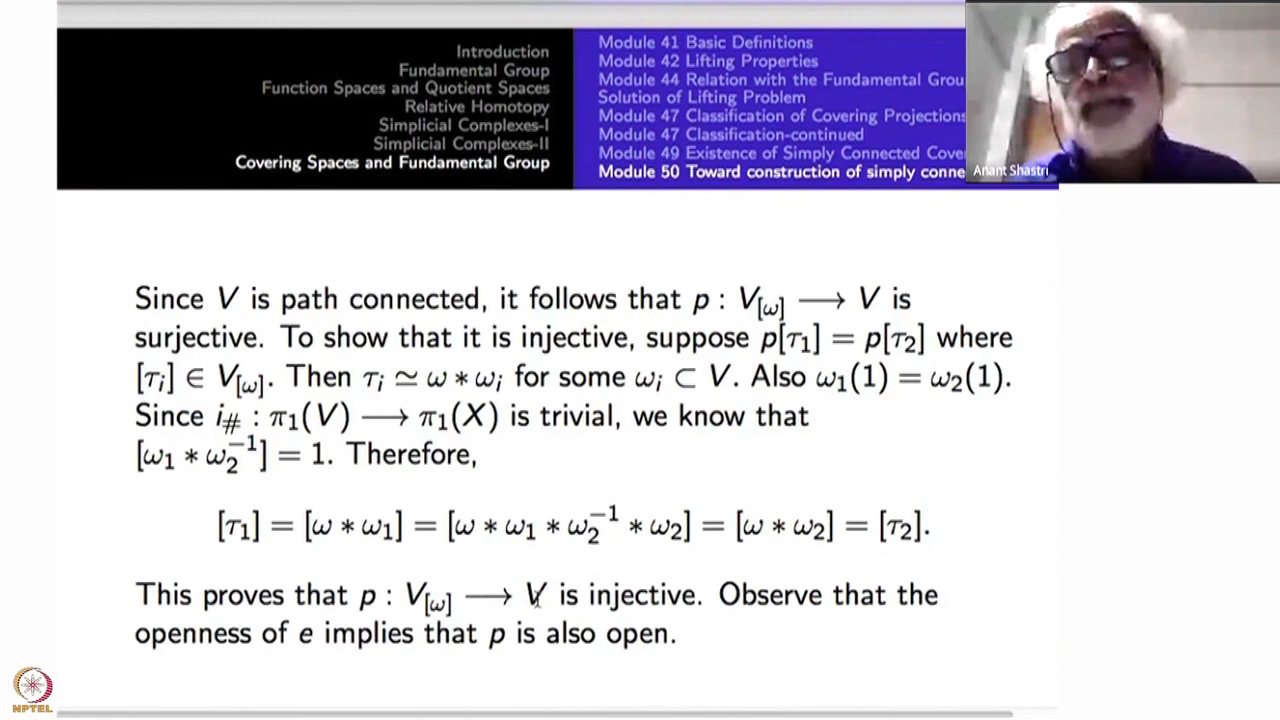 Introduction
Fundamental Group
Function Spaces and Quotient Spaces
Relative Homotopy
Simplicial Complexes-I
Simplicial Complexes-II
Covering Spaces and Fundamental Group
Module 41 Basic Definitions
Module 42 Lifting Properties
Module 44 Relation with the Fundamental Grou
Solution of Lifting Problem
Module 47 Classification of Covering Projections
Module 47 Classification-continued
Module 49 Existence of Simply Connected Cove
Module 50 Toward construction of simply conne
Anant Shastri
Since V is path connected, it follows that p : V_[ω] ⟶ V is
surjective. To show that it is injective, suppose p[τ₁] = p[τ₂] where
[τᵢ] ∈ V_[ω]. Then τᵢ ≃ ω ∗ ωᵢ for some ωᵢ ⊂ V. Also ω₁(1) = ω₂(1).
Since i_# : π₁(V) ⟶ π₁(X) is trivial, we know that
[ω₁ ∗ ω₂⁻¹] = 1. Therefore,
[τ₁] = [ω ∗ ω₁] = [ω ∗ ω₁ ∗ ω₂⁻¹ ∗ ω₂] = [ω ∗ ω₂] = [τ₂].
This proves that p : V_[ω] ⟶ V is injective. Observe that the
openness of e implies that p is also open.
NPTEL